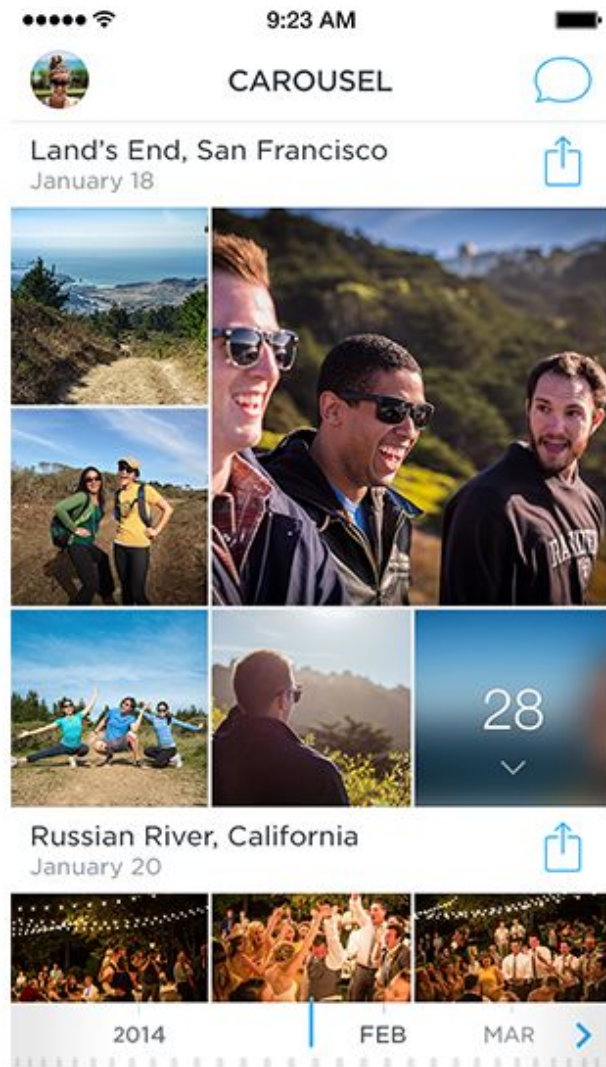 9:23 AM
CAROUSEL
Land's End, San Francisco
January 18
28
Russian River, California
January 20
2014 FEB MAR